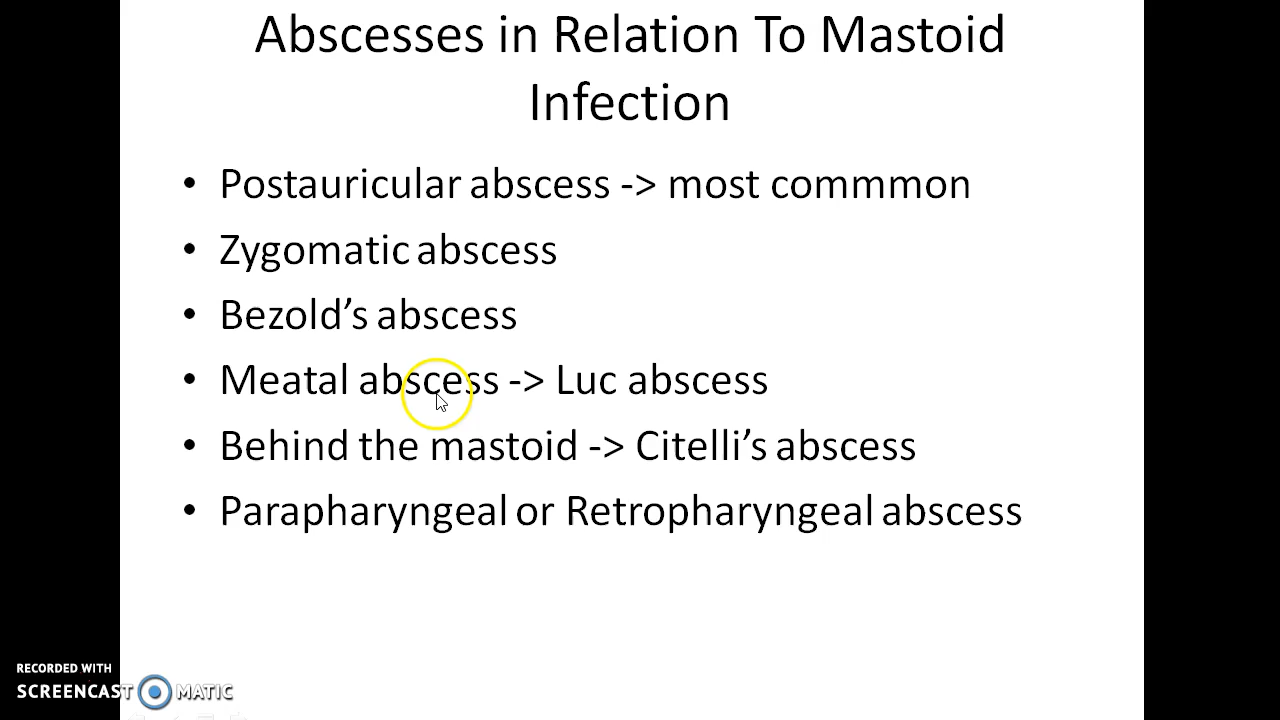 Abscesses in Relation To Mastoid
Infection
• Postauricular abscess -> most commmon
• Zygomatic abscess
• Bezold’s abscess
• Meatal abscess -> Luc abscess
• Behind the mastoid -> Citelli’s abscess
• Parapharyngeal or Retropharyngeal abscess
RECORDED WITH
SCREENCAST MATIC